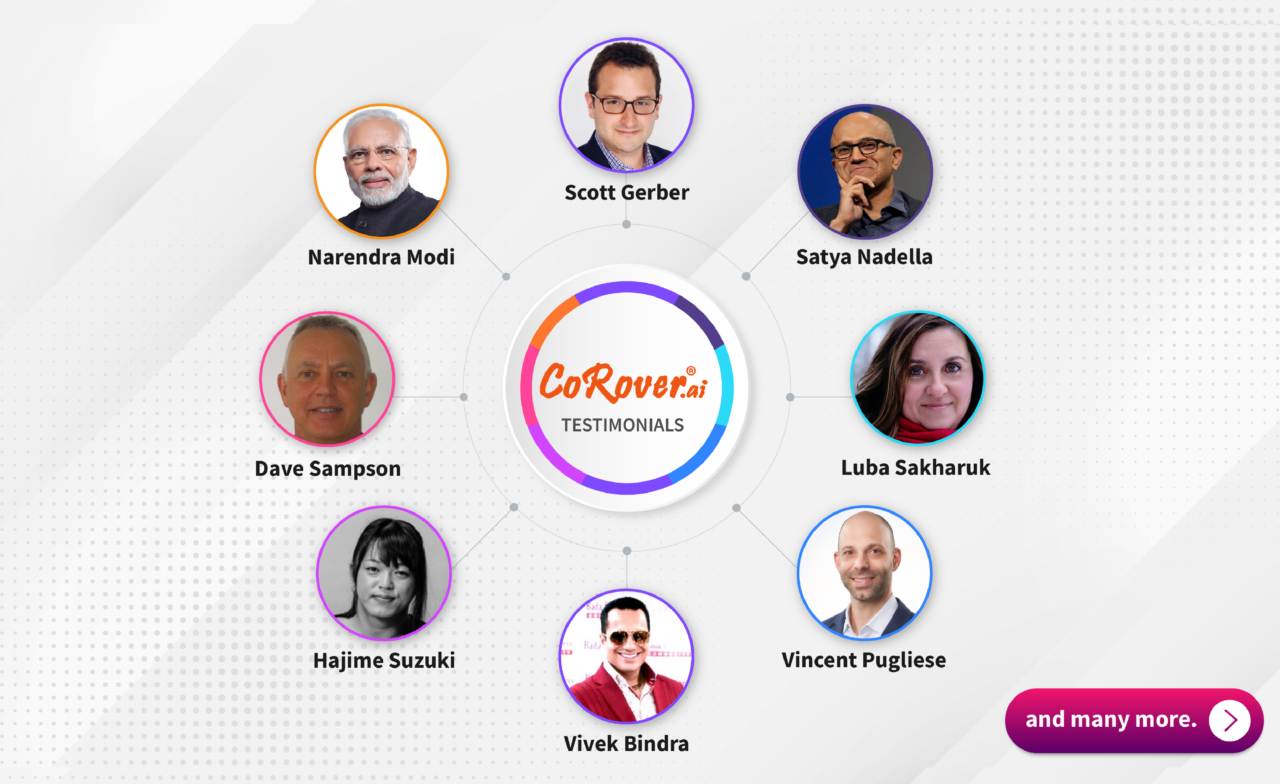 Scott Gerber
Narendra Modi
Satya Nadella
CoRover.ai®
TESTIMONIALS
Dave Sampson
Luba Sakharuk
Hajime Suzuki
Vincent Pugliese
Vivek Bindra
and many more.